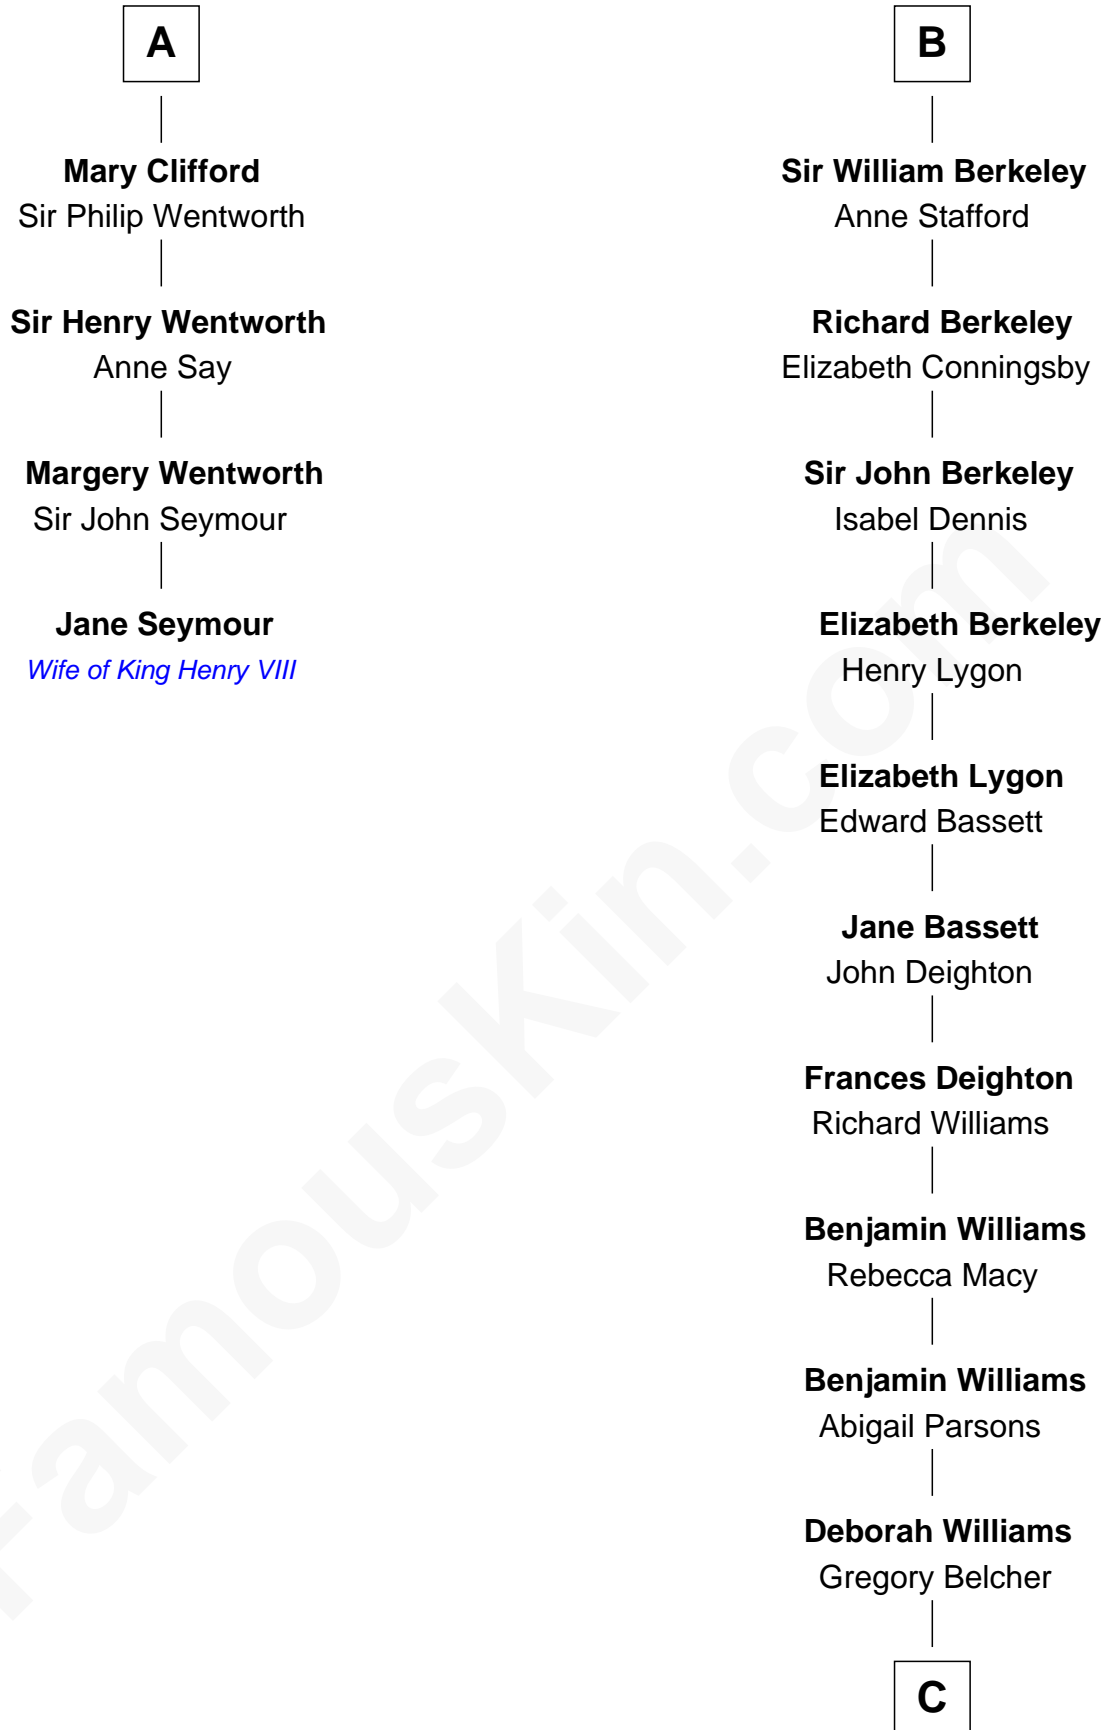 A
Mary Clifford
Sir Philip Wentworth
Sir Henry Wentworth
Anne Say
Margery Wentworth
Sir John Seymour
Jane Seymour
Wife of King Henry VIII
B
Sir William Berkeley
Anne Stafford
Richard Berkeley
Elizabeth Conningsby
Sir John Berkeley
Isabel Dennis
Elizabeth Berkeley
Henry Lygon
Elizabeth Lygon
Edward Bassett
Jane Bassett
John Deighton
Frances Deighton
Richard Williams
Benjamin Williams
Rebecca Macy
Benjamin Williams
Abigail Parsons
Deborah Williams
Gregory Belcher
C
FamousKin.com